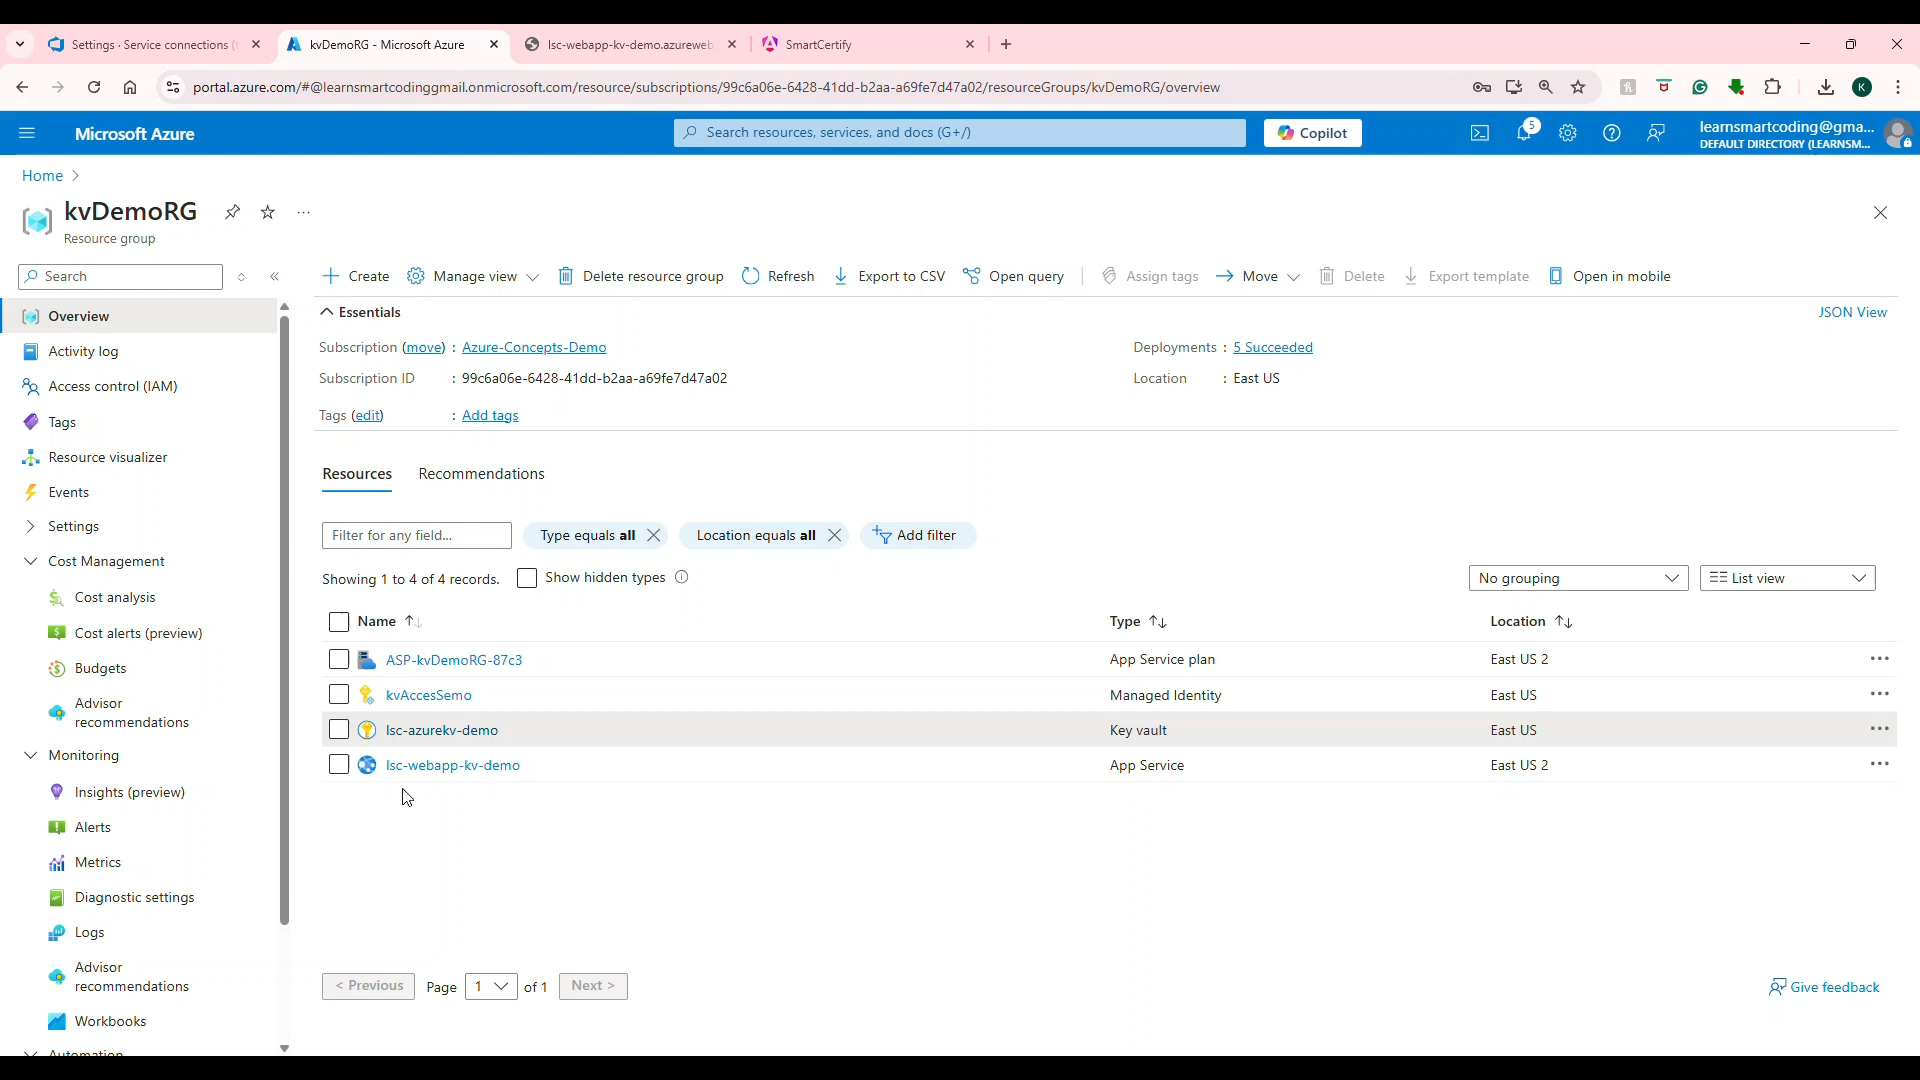 Settings · Service connections (t
kvDemoRG - Microsoft Azure
lsc-webapp-kv-demo.azureweb
SmartCertify
portal.azure.com/#@learnsmartcodinggmail.onmicrosoft.com/resource/subscriptions/99c6a06e-6428-41dd-b2aa-a69fe7d47a02/resourceGroups/kvDemoRG/overview
K
Microsoft Azure
Search resources, services, and docs (G+/)
Copilot
5
learnsmartcoding@gma...
DEFAULT DIRECTORY (LEARNSM...
Home
kvDemoRG
Resource group
Search
Create
Manage view
Delete resource group
Refresh
Export to CSV
Open query
Assign tags
Move
Delete
Export template
Open in mobile
Overview
Activity log
Access control (IAM)
Tags
Resource visualizer
Events
Settings
Cost Management
Cost analysis
Cost alerts (preview)
Budgets
Advisor
recommendations
Monitoring
Insights (preview)
Alerts
Metrics
Diagnostic settings
Logs
Advisor
recommendations
Workbooks
Automation
Essentials
JSON View
Subscription (move) : Azure-Concepts-Demo
Deployments : 5 Succeeded
Subscription ID : 99c6a06e-6428-41dd-b2aa-a69fe7d47a02
Location : East US
Tags (edit) : Add tags
Resources
Recommendations
Filter for any field...
Type equals all
Location equals all
Add filter
Showing 1 to 4 of 4 records.
Show hidden types
No grouping
List view
Name
Type
Location
ASP-kvDemoRG-87c3
App Service plan
East US 2
kvAccesSemo
Managed Identity
East US
lsc-azurekv-demo
Key vault
East US
lsc-webapp-kv-demo
App Service
East US 2
< Previous
Page
1
of 1
Next >
Give feedback